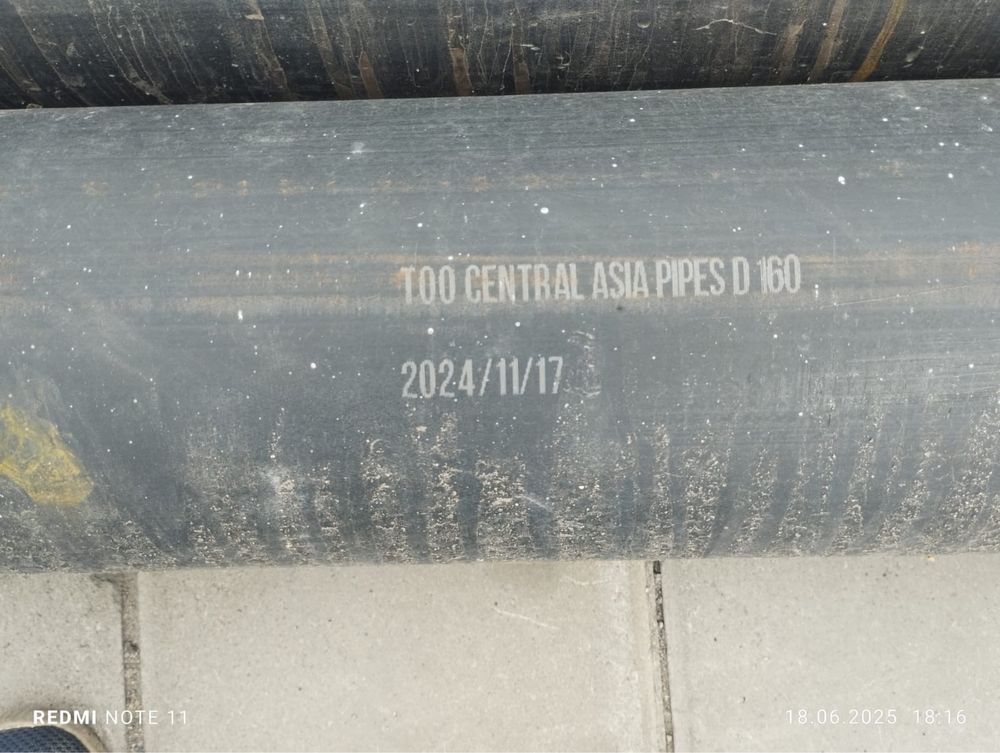 TOO CENTRAL ASIA PIPES D 160
2024/11/17
REDMI NOTE 11
18.06.2025 18:16